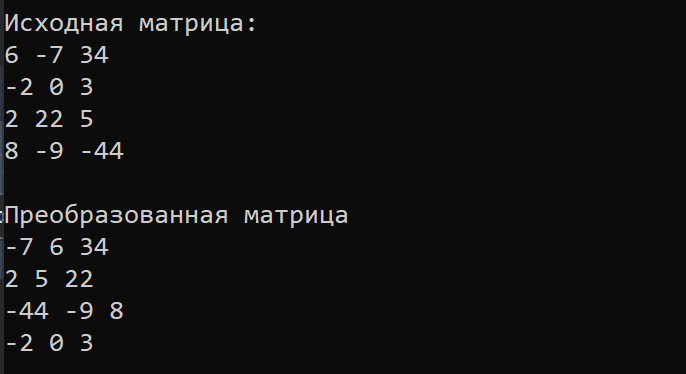 Исходная матрица:
6 -7 34
-2 0 3
2 22 5
8 -9 -44
Преобразованная матрица
-7 6 34
2 5 22
-44 -9 8
-2 0 3